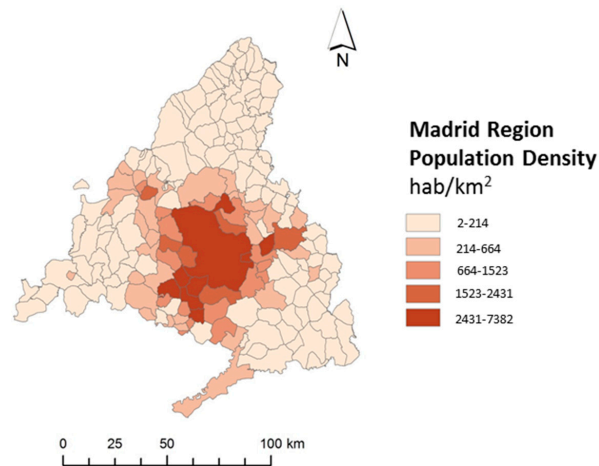 N
Madrid Region
Population Density
hab/km²
2-214
214-664
664-1523
1523-2431
2431-7382
0 25 50 100 km